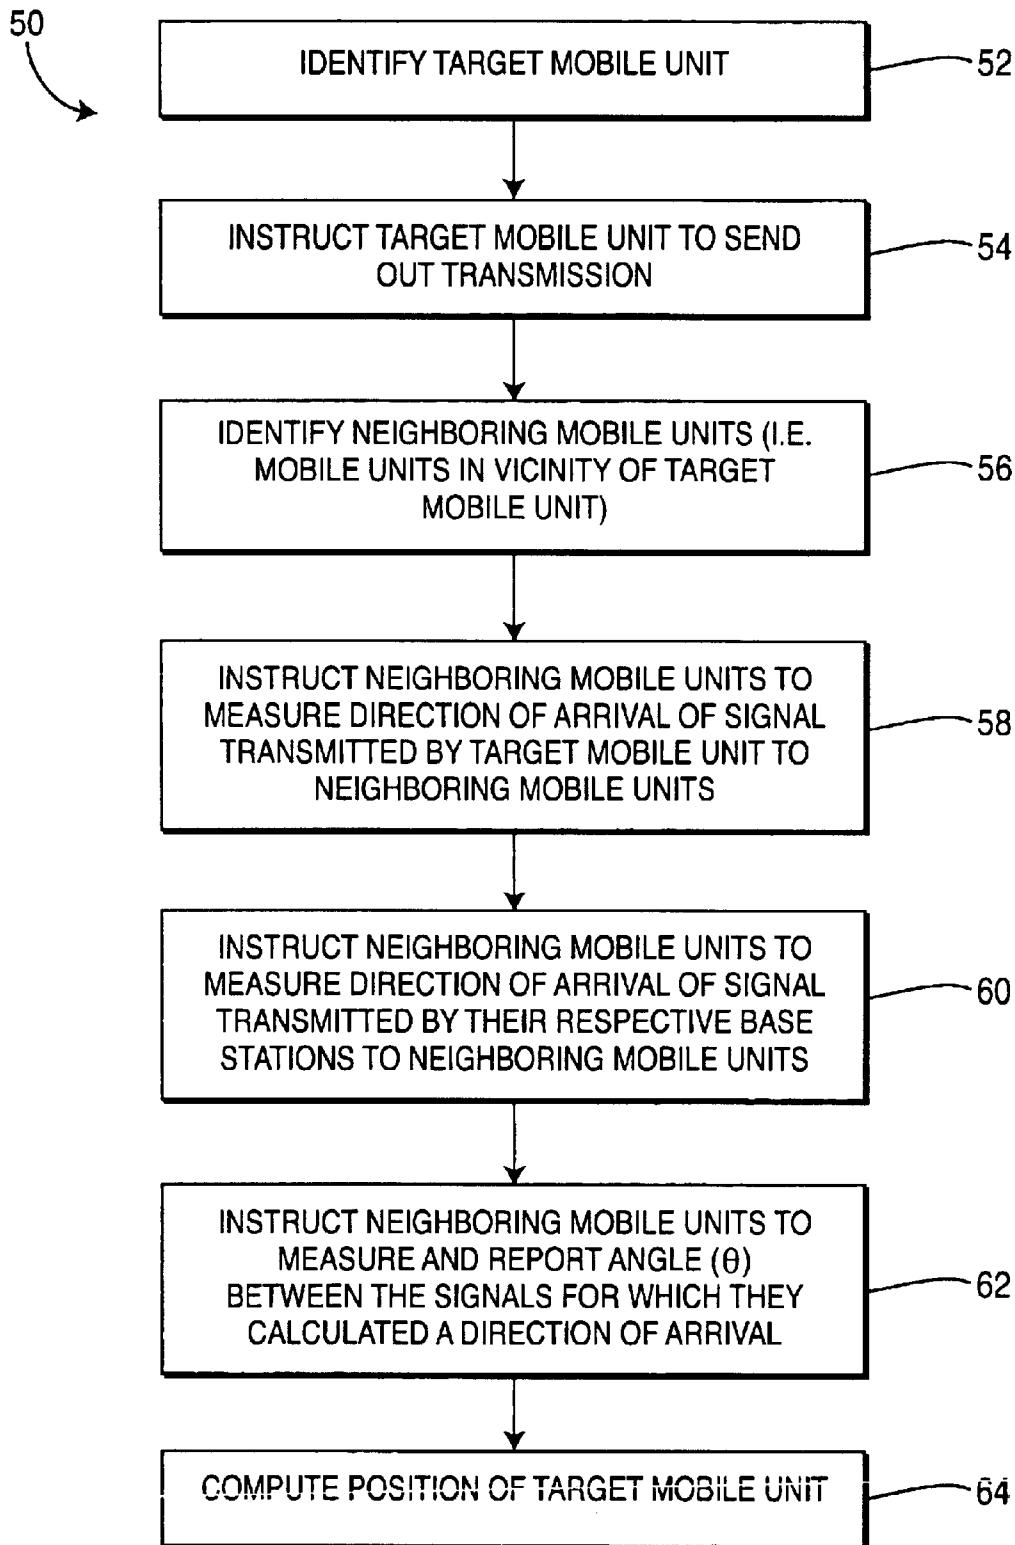 50
IDENTIFY TARGET MOBILE UNIT
52
INSTRUCT TARGET MOBILE UNIT TO SEND
OUT TRANSMISSION
54
IDENTIFY NEIGHBORING MOBILE UNITS (I.E.
MOBILE UNITS IN VICINITY OF TARGET
MOBILE UNIT)
56
INSTRUCT NEIGHBORING MOBILE UNITS TO
MEASURE DIRECTION OF ARRIVAL OF SIGNAL
TRANSMITTED BY TARGET MOBILE UNIT TO
NEIGHBORING MOBILE UNITS
58
INSTRUCT NEIGHBORING MOBILE UNITS TO
MEASURE DIRECTION OF ARRIVAL OF SIGNAL
TRANSMITTED BY THEIR RESPECTIVE BASE
STATIONS TO NEIGHBORING MOBILE UNITS
60
INSTRUCT NEIGHBORING MOBILE UNITS TO
MEASURE AND REPORT ANGLE (θ)
BETWEEN THE SIGNALS FOR WHICH THEY
CALCULATED A DIRECTION OF ARRIVAL
62
COMPUTE POSITION OF TARGET MOBILE UNIT
64